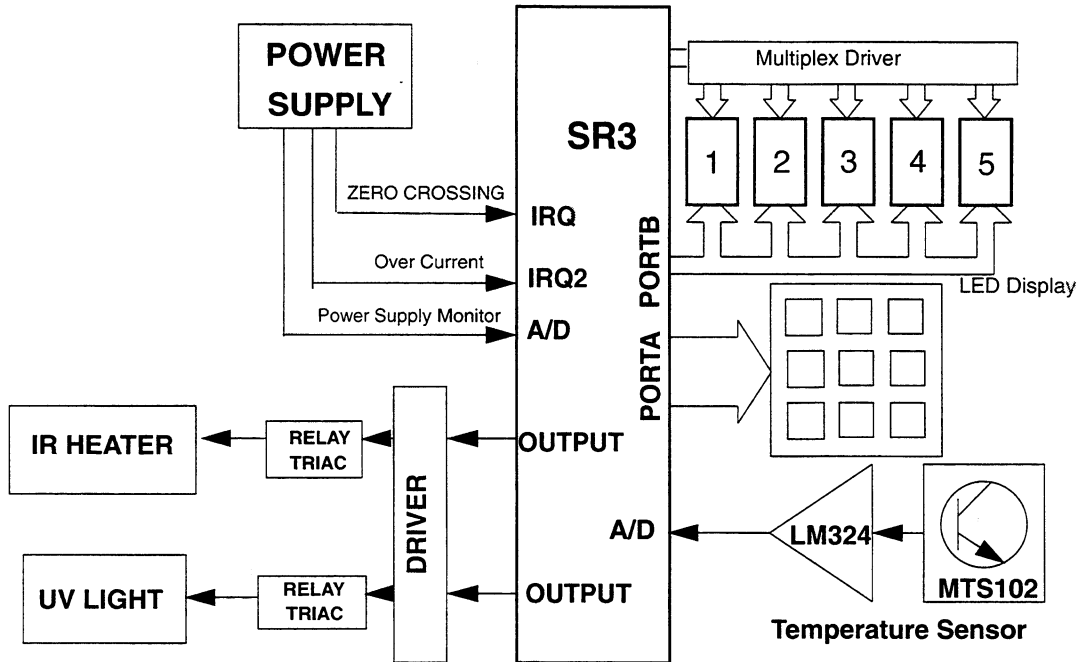 POWER
SUPPLY
SR3
Multiplex Driver
1 2 3 4 5
ZERO CROSSING
IRQ
Over Current
IRQ2
Power Supply Monitor
A/D
PORTB
LED Display
PORTA
IR HEATER
RELAY
TRIAC
DRIVER
OUTPUT
A/D
LM324
MTS102
UV LIGHT
RELAY
TRIAC
OUTPUT
Temperature Sensor